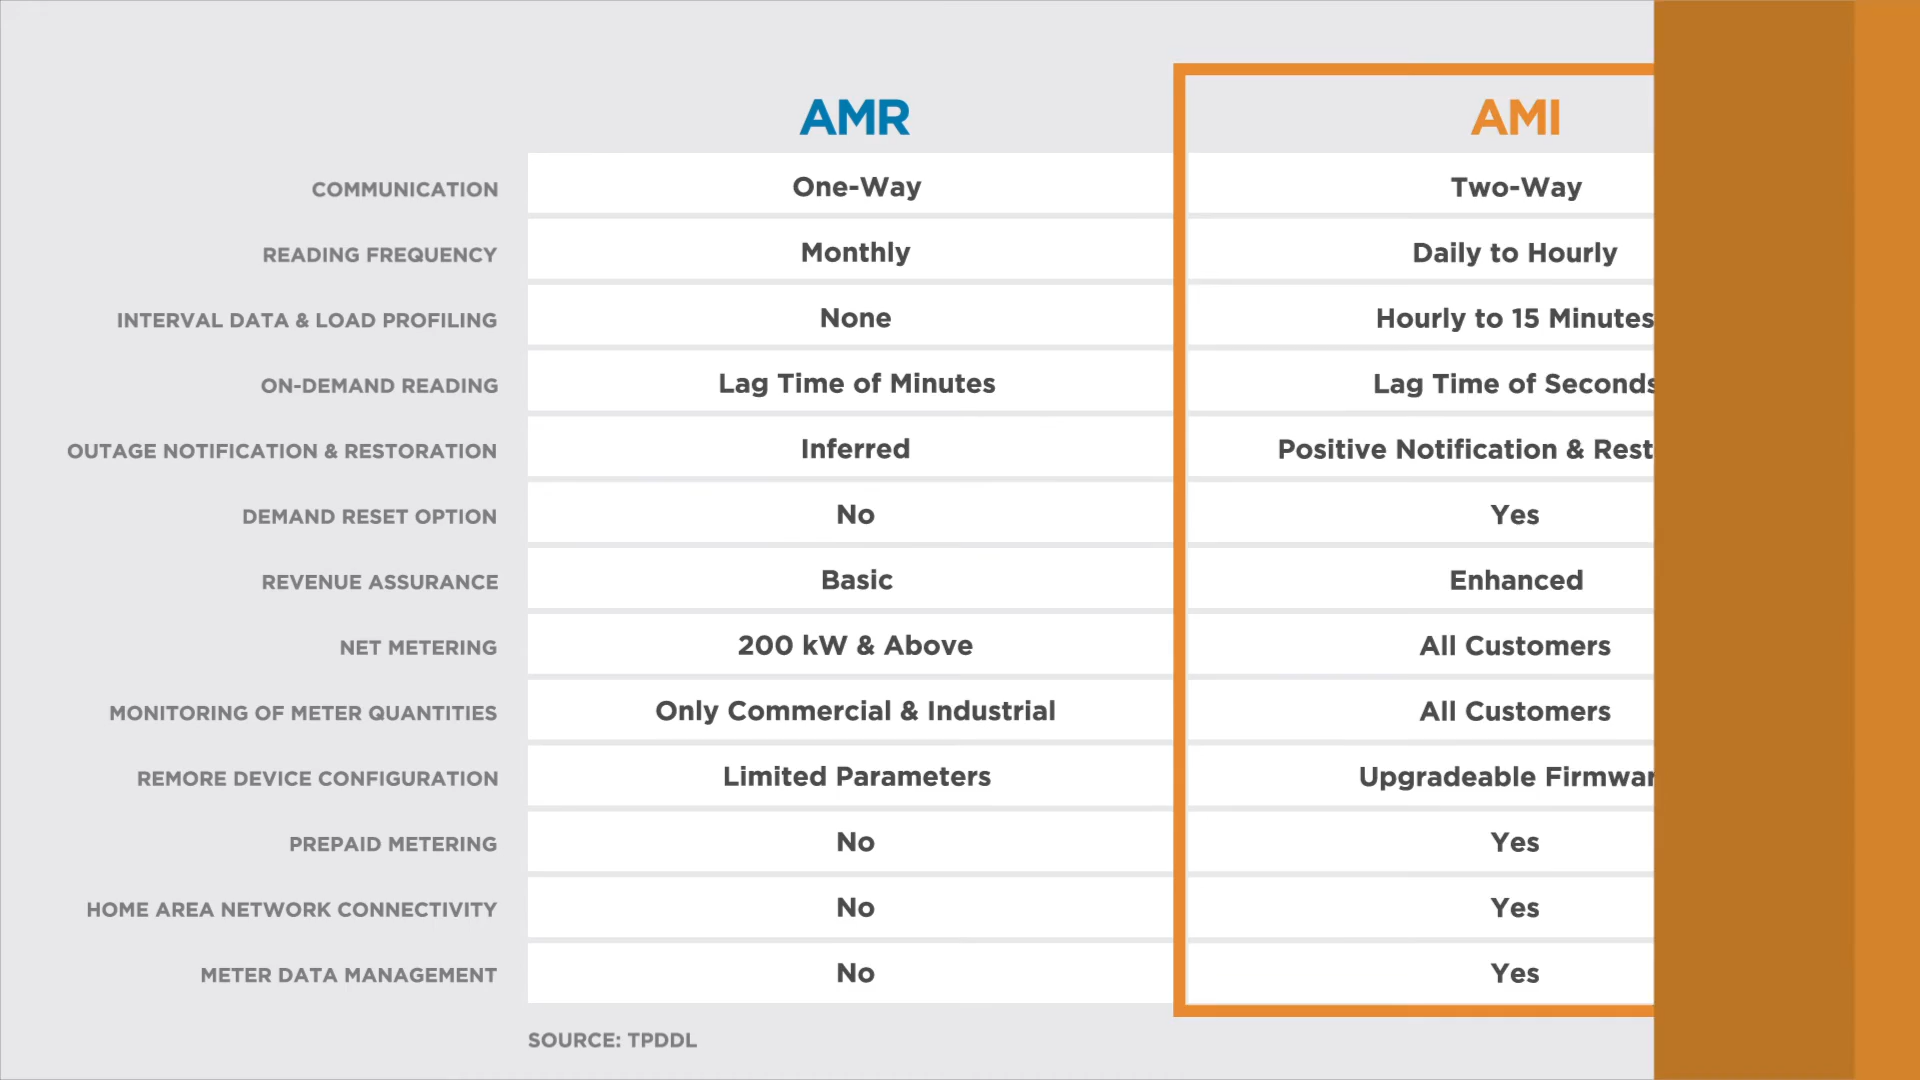 AMR AMI
COMMUNICATION One-Way Two-Way
READING FREQUENCY Monthly Daily to Hourly
INTERVAL DATA & LOAD PROFILING None Hourly to 15 Minutes
ON-DEMAND READING Lag Time of Minutes Lag Time of Seconds
OUTAGE NOTIFICATION & RESTORATION Inferred Positive Notification & Rest
DEMAND RESET OPTION No Yes
REVENUE ASSURANCE Basic Enhanced
NET METERING 200 kW & Above All Customers
MONITORING OF METER QUANTITIES Only Commercial & Industrial All Customers
REMORE DEVICE CONFIGURATION Limited Parameters Upgradeable Firmwar
PREPAID METERING No Yes
HOME AREA NETWORK CONNECTIVITY No Yes
METER DATA MANAGEMENT No Yes
SOURCE: TPDDL